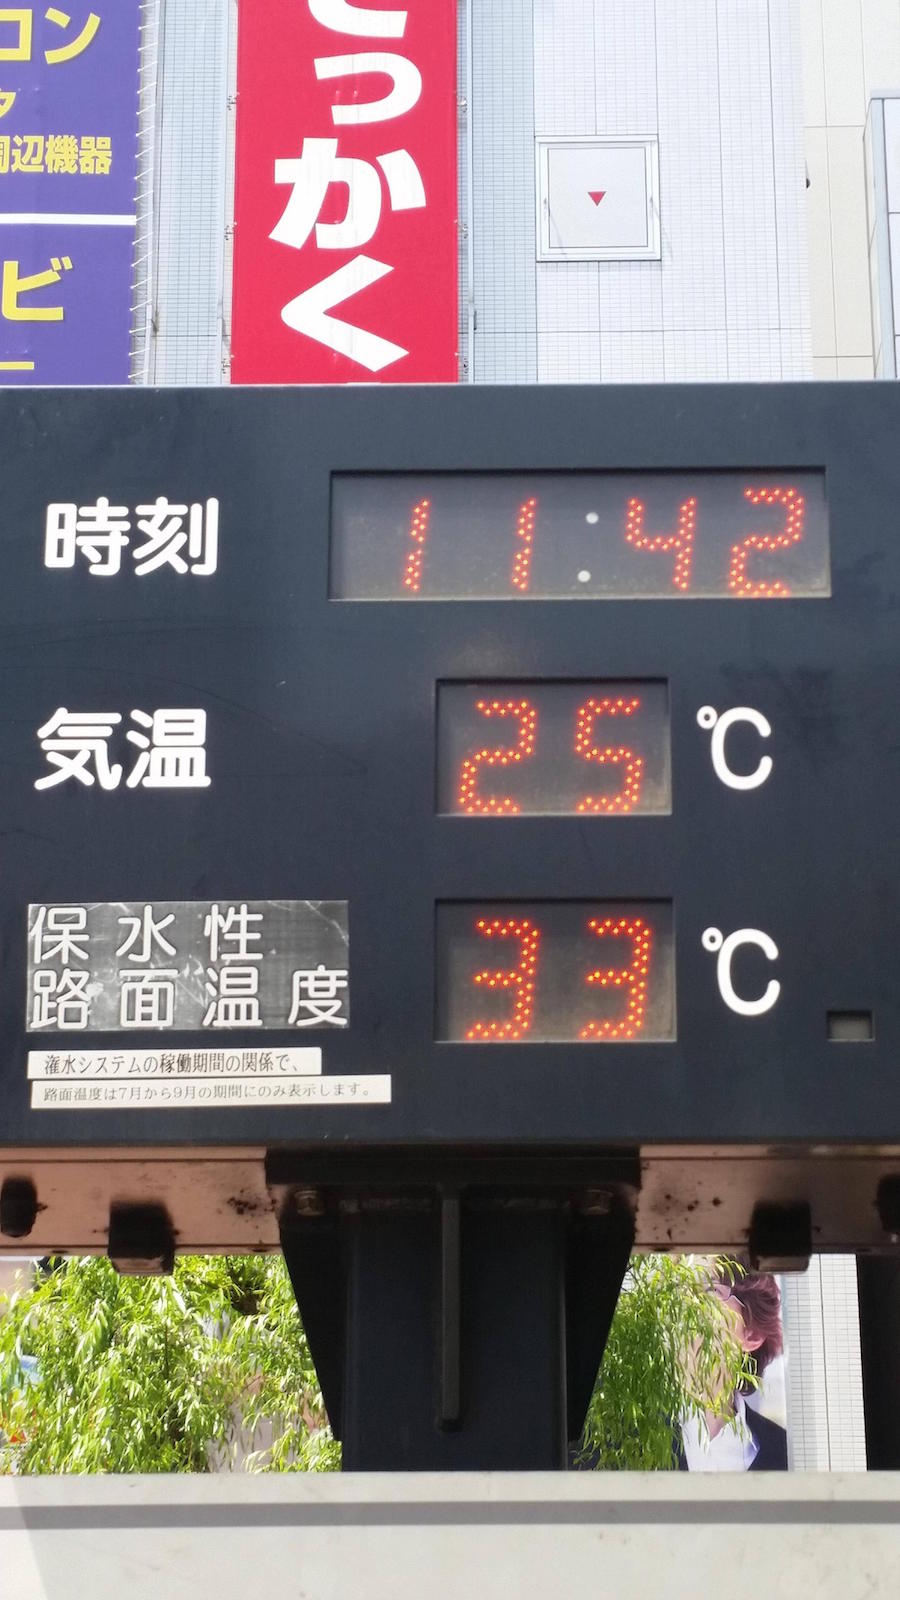 コン
タ
周辺機器
ビ
ー
っかく
時刻 11:42
気温 25 ℃
保水性
路面温度 33 ℃
潅水システムの稼働期間の関係で、
路面温度は7月から9月の期間にのみ表示します。